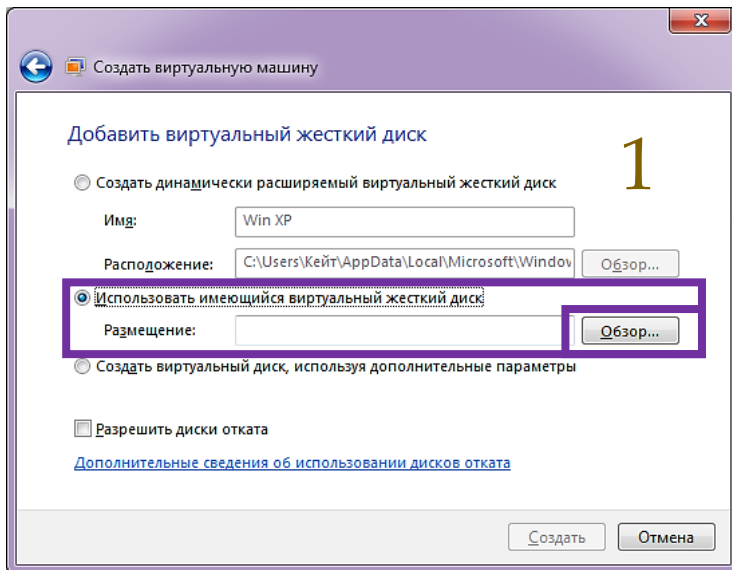 x
Создать виртуальную машину
Добавить виртуальный жесткий диск
1
Создать динамически расширяемый виртуальный жесткий диск
Имя: Win XP
Расположение: C:\Users\Кейт\AppData\Local\Microsoft\Window Обзор...
Использовать имеющийся виртуальный жесткий диск
Размещение: Обзор...
Создать виртуальный диск, используя дополнительные параметры
Разрешить диски отката
Дополнительные сведения об использовании дисков отката
Создать Отмена